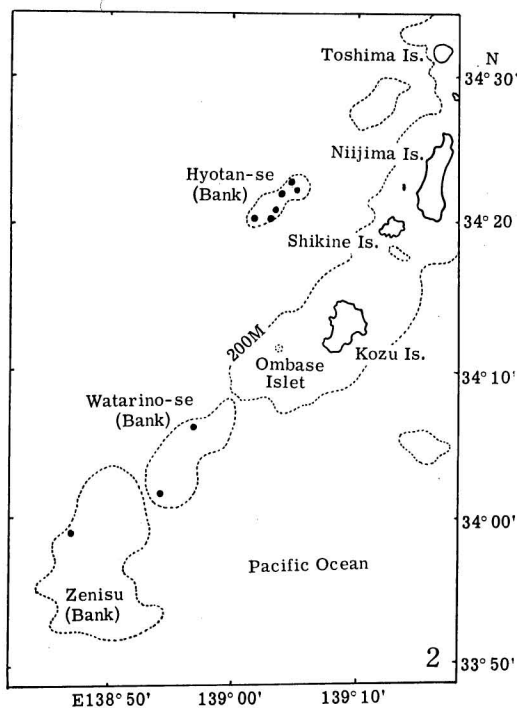 Toshima Is.
N
34°30'
Niijima Is.
Hyotan-se
(Bank)
34°20'
Shikine Is.
200M
Ombase
Islet
Kozu Is.
34°10'
Watarino-se
(Bank)
34°00'
Pacific Ocean
Zenisu
(Bank)
2
33°50'
E138°50'
139°00'
139°10'